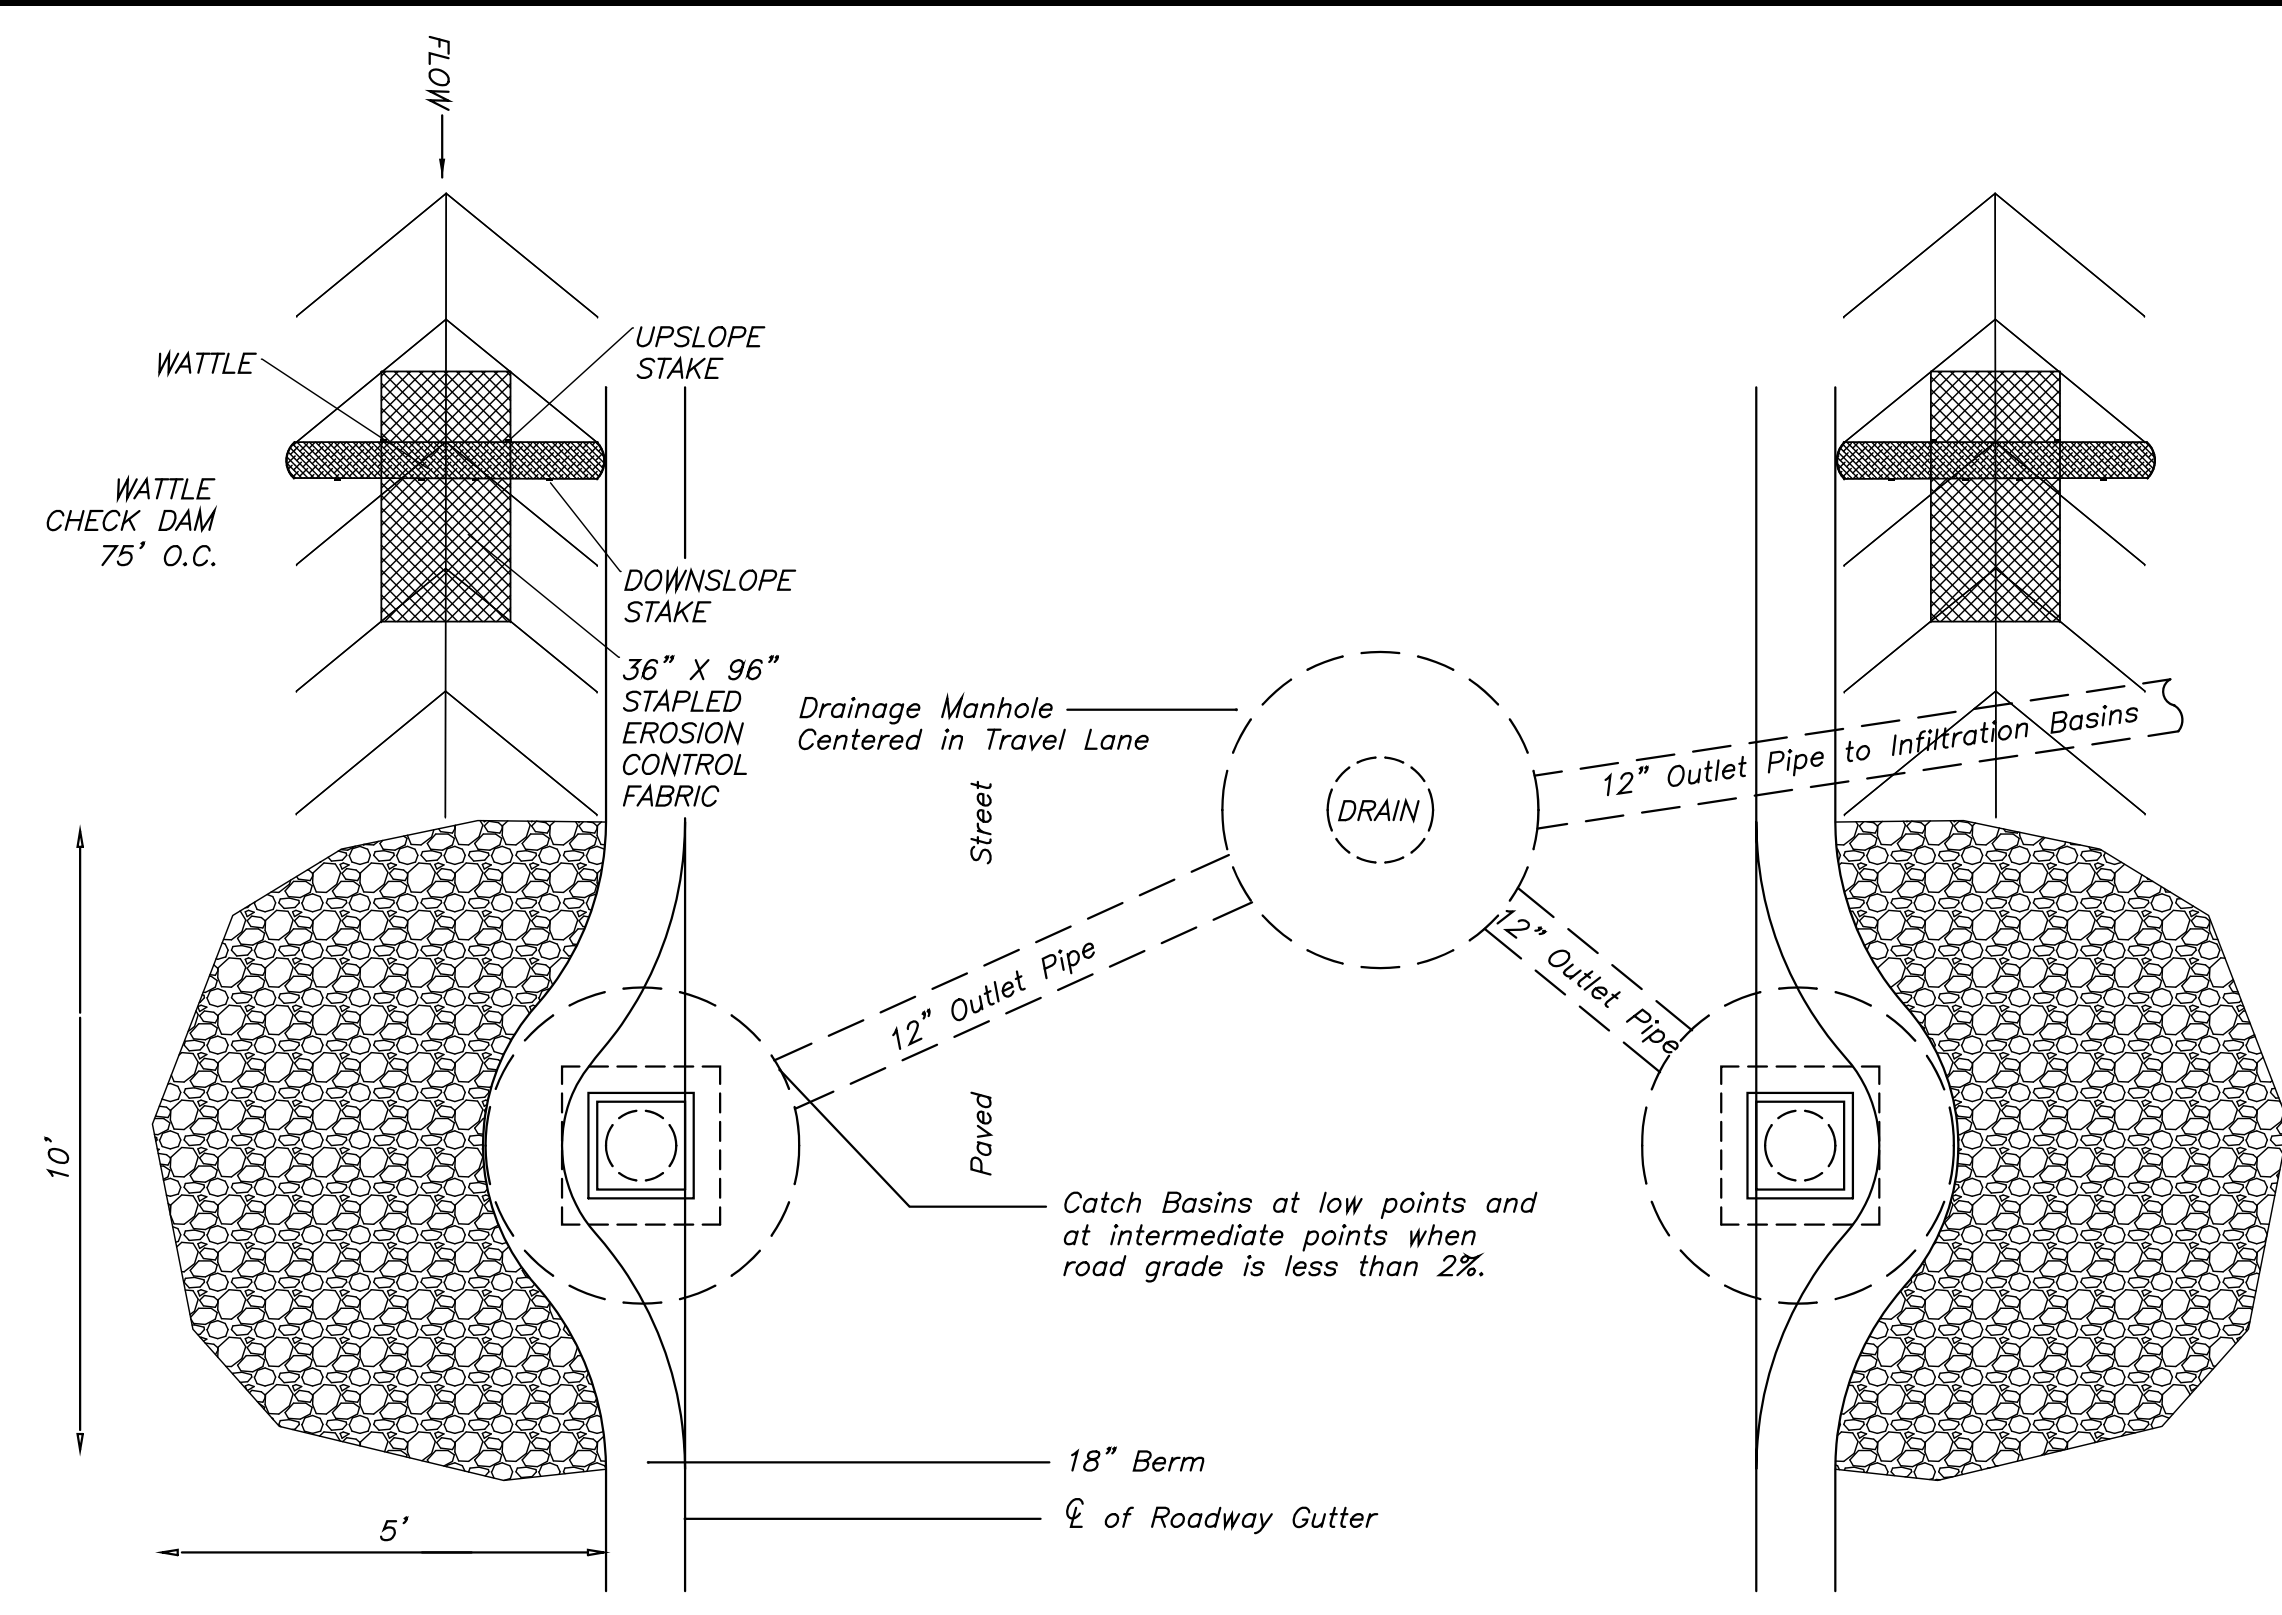 FLOW
WATTLE
UPSLOPE
STAKE
WATTLE
CHECK DAM
75' O.C.
DOWNSLOPE
STAKE
36" X 96"
STAPLED
EROSION
CONTROL
FABRIC
Drainage Manhole
Centered in Travel Lane
DRAIN
12" Outlet Pipe to Infiltration Basins
Street
12" Outlet Pipe
12" Outlet Pipe
Paved
10'
Catch Basins at low points and
at intermediate points when
road grade is less than 2%.
18" Berm
℄ of Roadway Gutter
5'